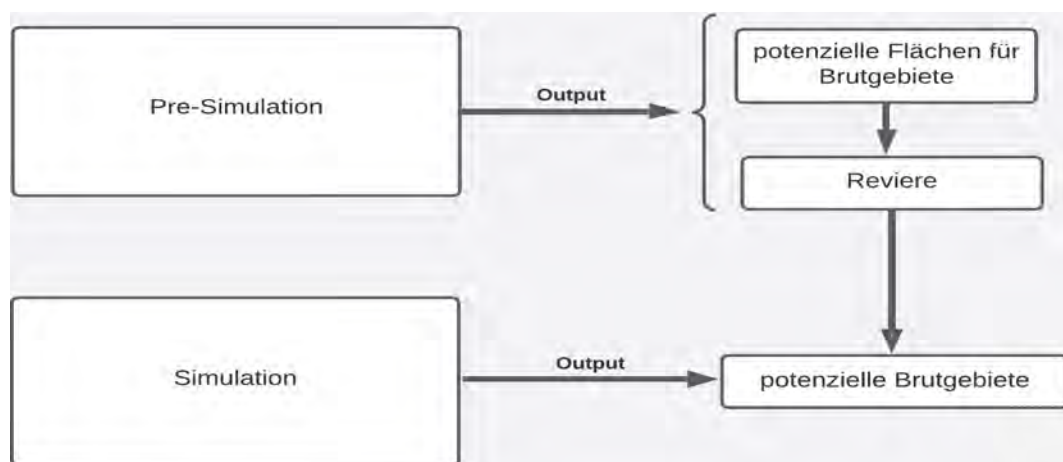 Pre-Simulation
Output
potenzielle Flächen für
Brutgebiete
Reviere
Simulation
Output
potenzielle Brutgebiete